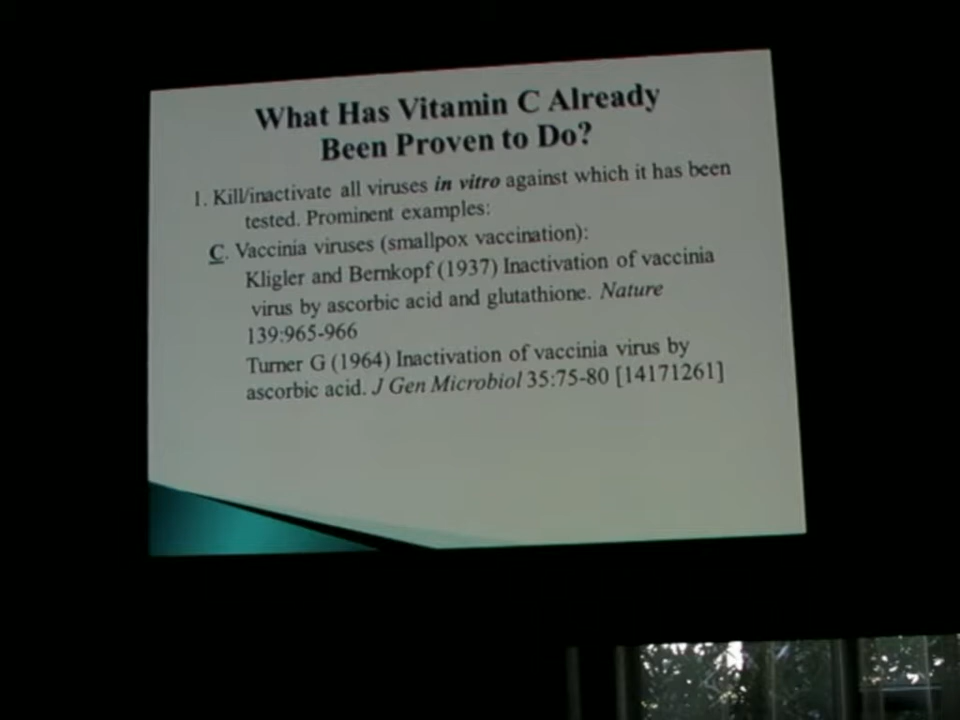 What Has Vitamin C Already
Been Proven to Do?
1. Kill/inactivate all viruses in vitro against which it has been
tested. Prominent examples:
C. Vaccinia viruses (smallpox vaccination):
Kligler and Bernkopf (1937) Inactivation of vaccinia
virus by ascorbic acid and glutathione. Nature
139:965-966
Turner G (1964) Inactivation of vaccinia virus by
ascorbic acid. J Gen Microbiol 35:75-80 [14171261]